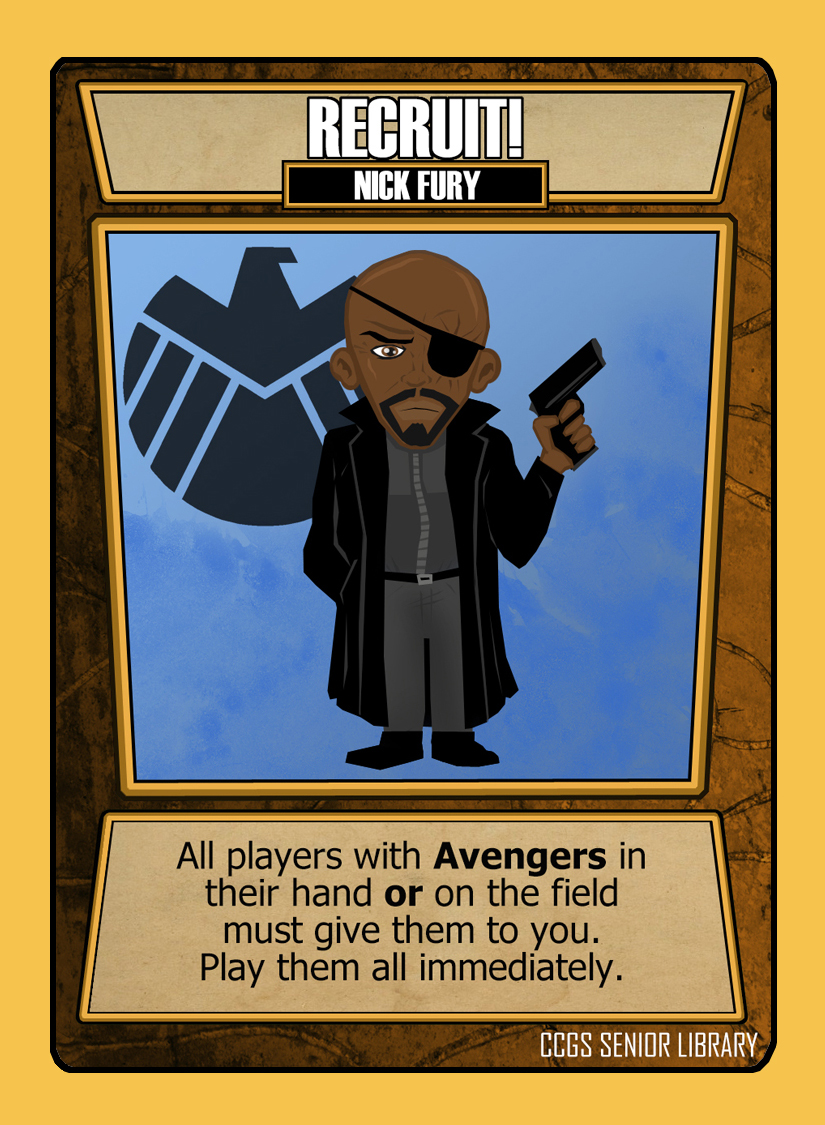 RECRUIT!
NICK FURY
All players with Avengers in
their hand or on the field
must give them to you.
Play them all immediately.
CCGS SENIOR LIBRARY